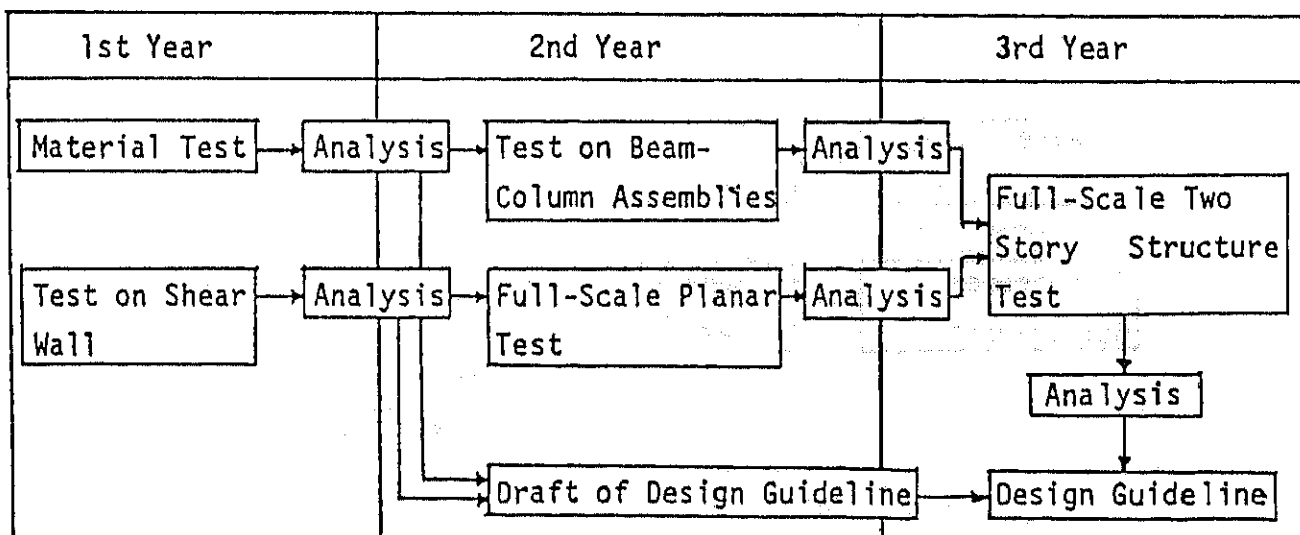 1st Year
2nd Year
3rd Year
Material Test
Analysis
Test on Beam-
Column Assemblies
Analysis
Full-Scale Two
Story Structure
Test
Test on Shear
Wall
Analysis
Full-Scale Planar
Test
Analysis
Analysis
Draft of Design Guideline
Design Guideline